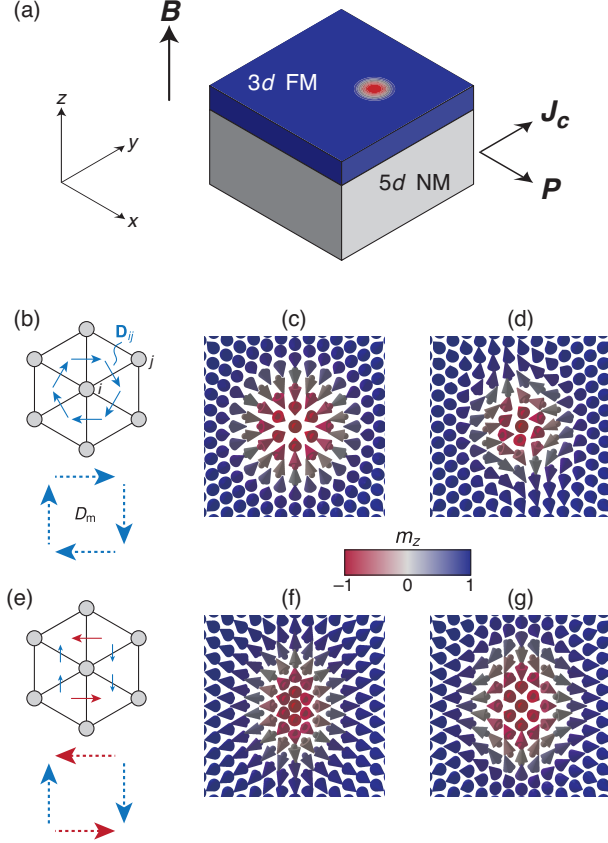 (a)
B
3d FM
5d NM
J_c
P
z
y
x
(b)
D_ij
j
i
D_m
(c)
(d)
m_z
−1
0
1
(e)
(f)
(g)